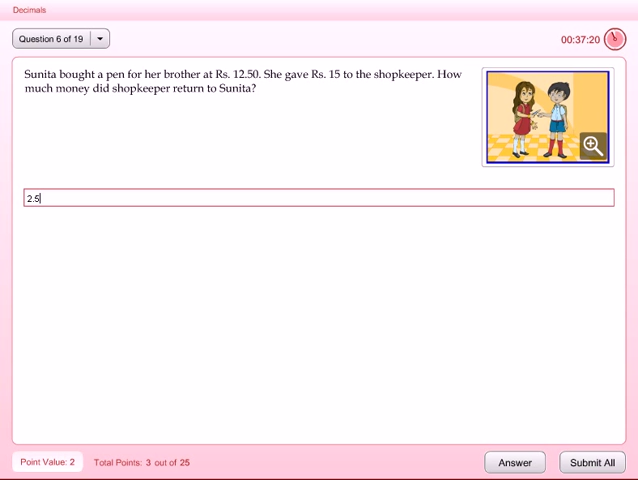 Decimals
Question 6 of 19
00:37:20
Sunita bought a pen for her brother at Rs. 12.50. She gave Rs. 15 to the shopkeeper. How
much money did shopkeeper return to Sunita?
2.5
Point Value: 2
Total Points: 3 out of 25
Answer
Submit All